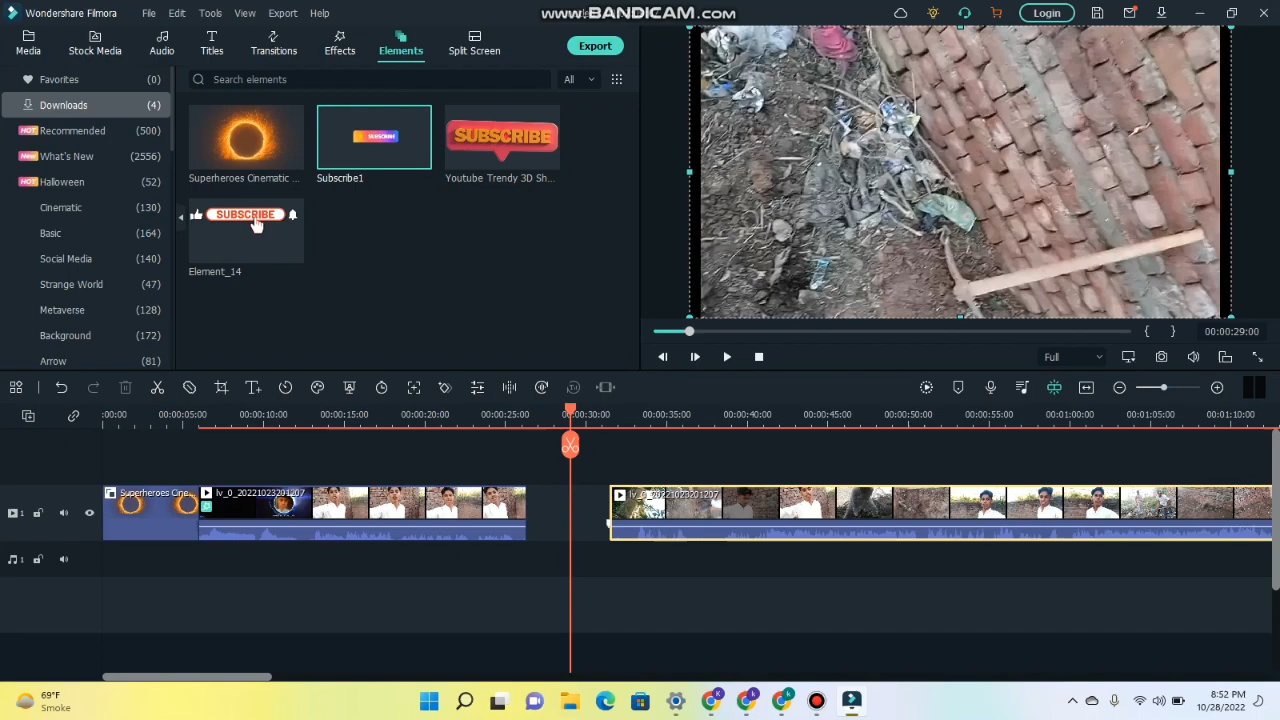 Wondershare Filmora
File
Edit
Tools
View
Export
Help
www.BANDICAM.com
Login
Media
Stock Media
Audio
Titles
Transitions
Effects
Elements
Split Screen
Export
Favorites (0)
Search elements
All
Downloads (4)
HOT Recommended (500)
New What's New (2556)
HOT Halloween (52)
Cinematic (130)
Basic (164)
Social Media (140)
Strange World (47)
Metaverse (128)
Background (172)
Arrow (81)
SUBSCRIBE
SUBSCRIBE
Superheroes Cinematic ...
Subscribe1
Youtube Trendy 3D Sh...
SUBSCRIBE
Element_14
00:00:29:00
Full
:00:00
00:00:05:00
00:00:10:00
00:00:15:00
00:00:20:00
00:00:25:00
00:00:30:00
00:00:35:00
00:00:40:00
00:00:45:00
00:00:50:00
00:00:55:00
00:01:00:00
00:01:05:00
00:01:10:00
Superheroes Cine...
lv_0_20221023201207
lv_0_20221023201207
1
1
69°F
Smoke
K
k
k
8:52 PM
10/28/2022